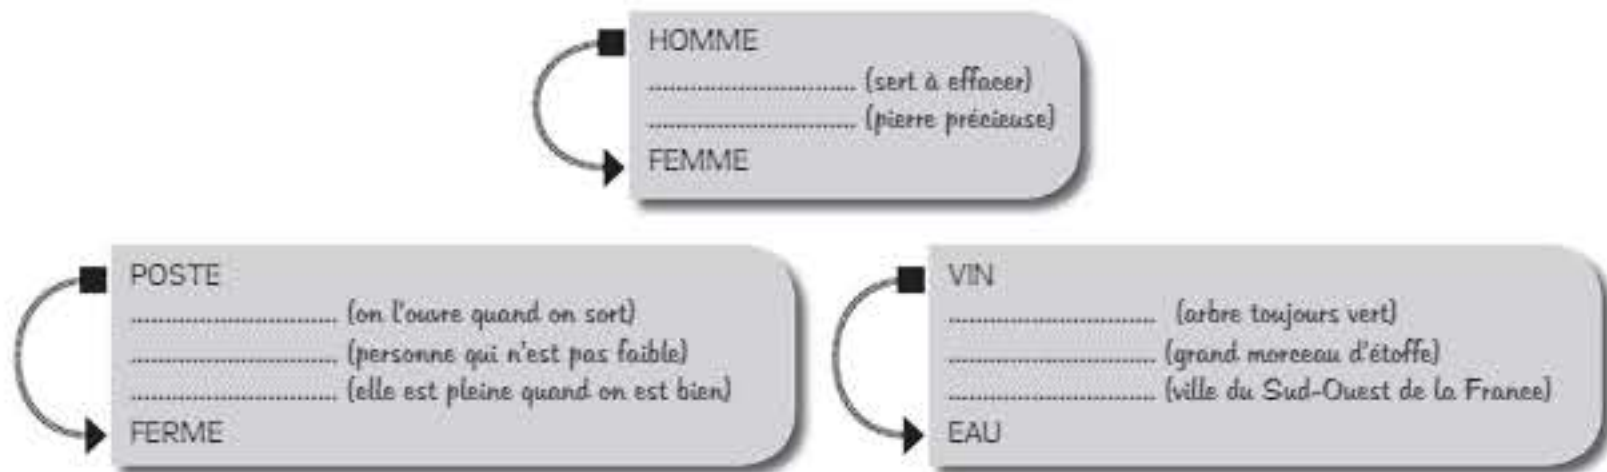 HOMME
.............................. (sert à effacer)
.............................. (pierre précieuse)
FEMME
POSTE
.............................. (on l'ouvre quand on sort)
.............................. (personne qui n'est pas faible)
.............................. (elle est pleine quand on est bien)
FERME
VIN
.............................. (arbre toujours vert)
.............................. (grand morceau d'étoffe)
.............................. (ville du Sud-Ouest de la France)
EAU